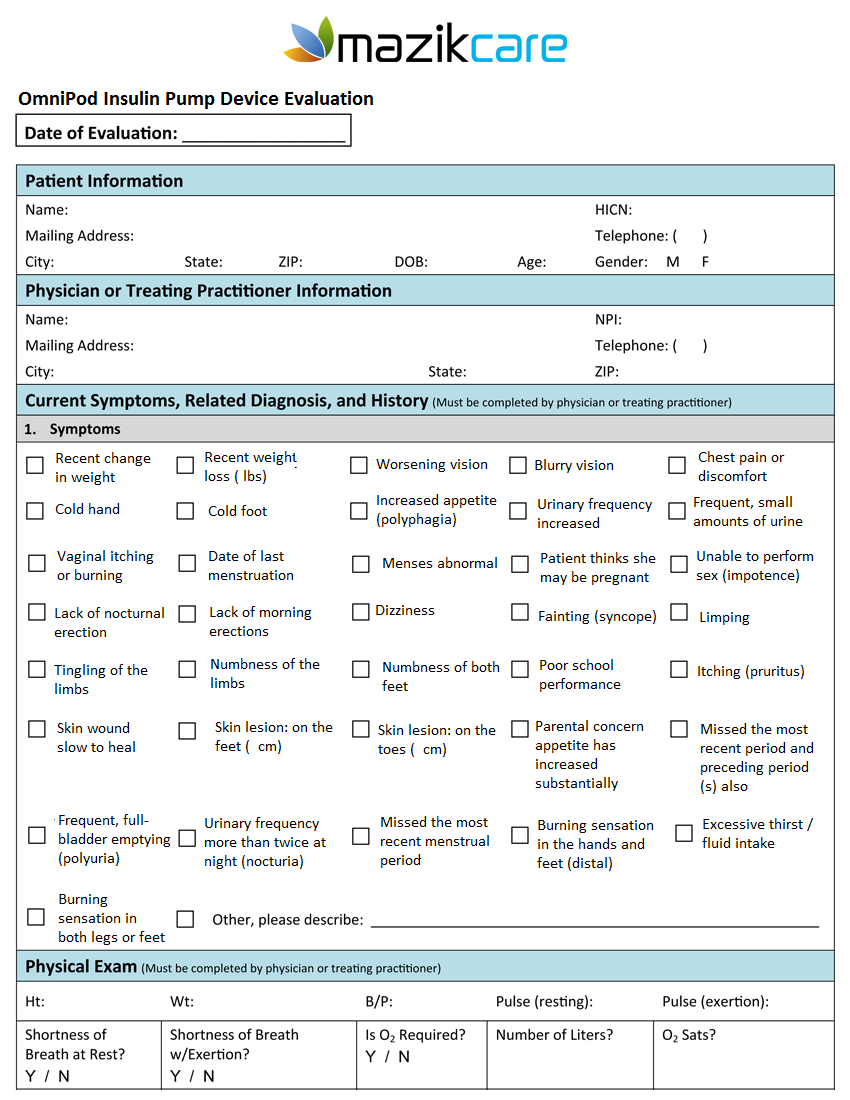 mazikcare
OmniPod Insulin Pump Device Evaluation
Date of Evaluation: ____________________
Patient Information
Name: HICN:
Mailing Address: Telephone: ( )
City: State: ZIP: DOB: Age: Gender: M F
Physician or Treating Practitioner Information
Name: NPI:
Mailing Address: Telephone: ( )
City: State: ZIP:
Current Symptoms, Related Diagnosis, and History (Must be completed by physician or treating practitioner)
1. Symptoms
Recent change
in weight
Recent weight
loss ( lbs)
Worsening vision
Blurry vision
Chest pain or
discomfort
Cold hand
Cold foot
Increased appetite
(polyphagia)
Urinary frequency
increased
Frequent, small
amounts of urine
Vaginal itching
or burning
Date of last
menstruation
Menses abnormal
Patient thinks she
may be pregnant
Unable to perform
sex (impotence)
Lack of nocturnal
erection
Lack of morning
erections
Dizziness
Fainting (syncope)
Limping
Tingling of the
limbs
Numbness of the
limbs
Numbness of both
feet
Poor school
performance
Itching (pruritus)
Skin wound
slow to heal
Skin lesion: on the
feet ( cm)
Skin lesion: on the
toes ( cm)
Parental concern
appetite has
increased
substantially
Missed the most
recent period and
preceding period
(s) also
Frequent, full-
bladder emptying
(polyuria)
Urinary frequency
more than twice at
night (nocturia)
Missed the most
recent menstrual
period
Burning sensation
in the hands and
feet (distal)
Excessive thirst /
fluid intake
Burning
sensation in
both legs or feet
Other, please describe: ____________________
Physical Exam (Must be completed by physician or treating practitioner)
Ht: Wt: B/P: Pulse (resting): Pulse (exertion):
Shortness of
Breath at Rest?
Y / N
Shortness of Breath
w/Exertion?
Y / N
Is O₂ Required?
Y / N
Number of Liters?
O₂ Sats?